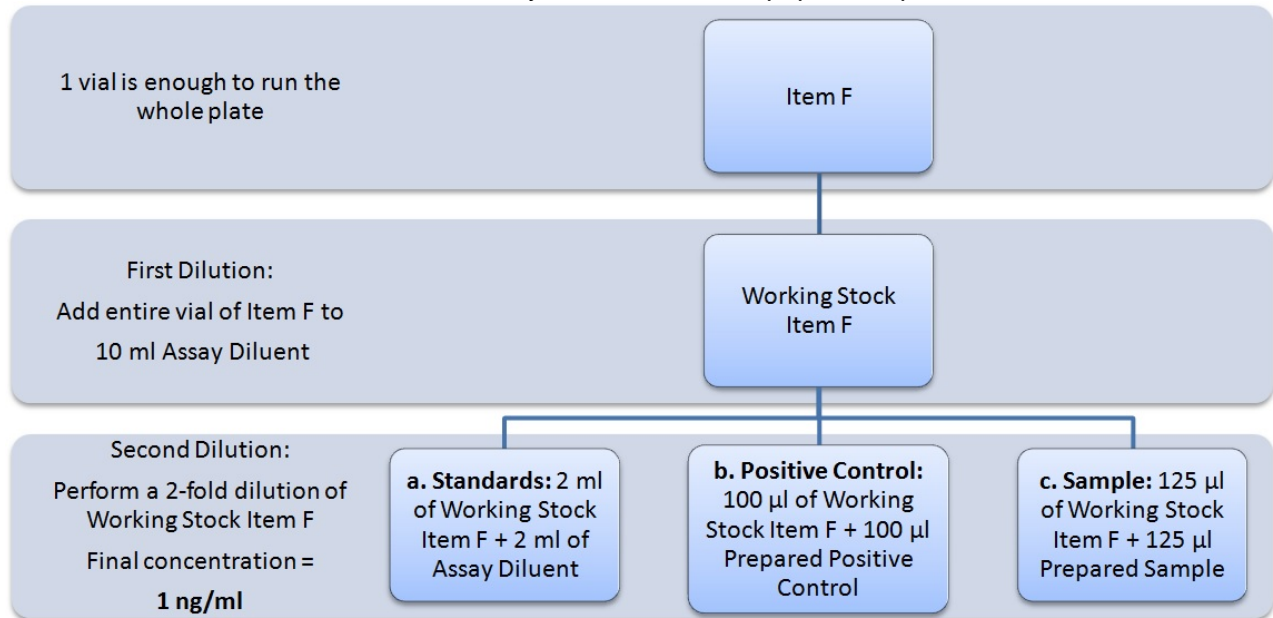 1 vial is enough to run the
whole plate
Item F
First Dilution:
Add entire vial of Item F to
10 ml Assay Diluent
Working Stock
Item F
Second Dilution:
Perform a 2-fold dilution of
Working Stock Item F
Final concentration =
1 ng/ml
a. Standards: 2 ml
of Working Stock
Item F + 2 ml of
Assay Diluent
b. Positive Control:
100 µl of Working
Stock Item F + 100 µl
Prepared Positive
Control
c. Sample: 125 µl
of Working Stock
Item F + 125 µl
Prepared Sample